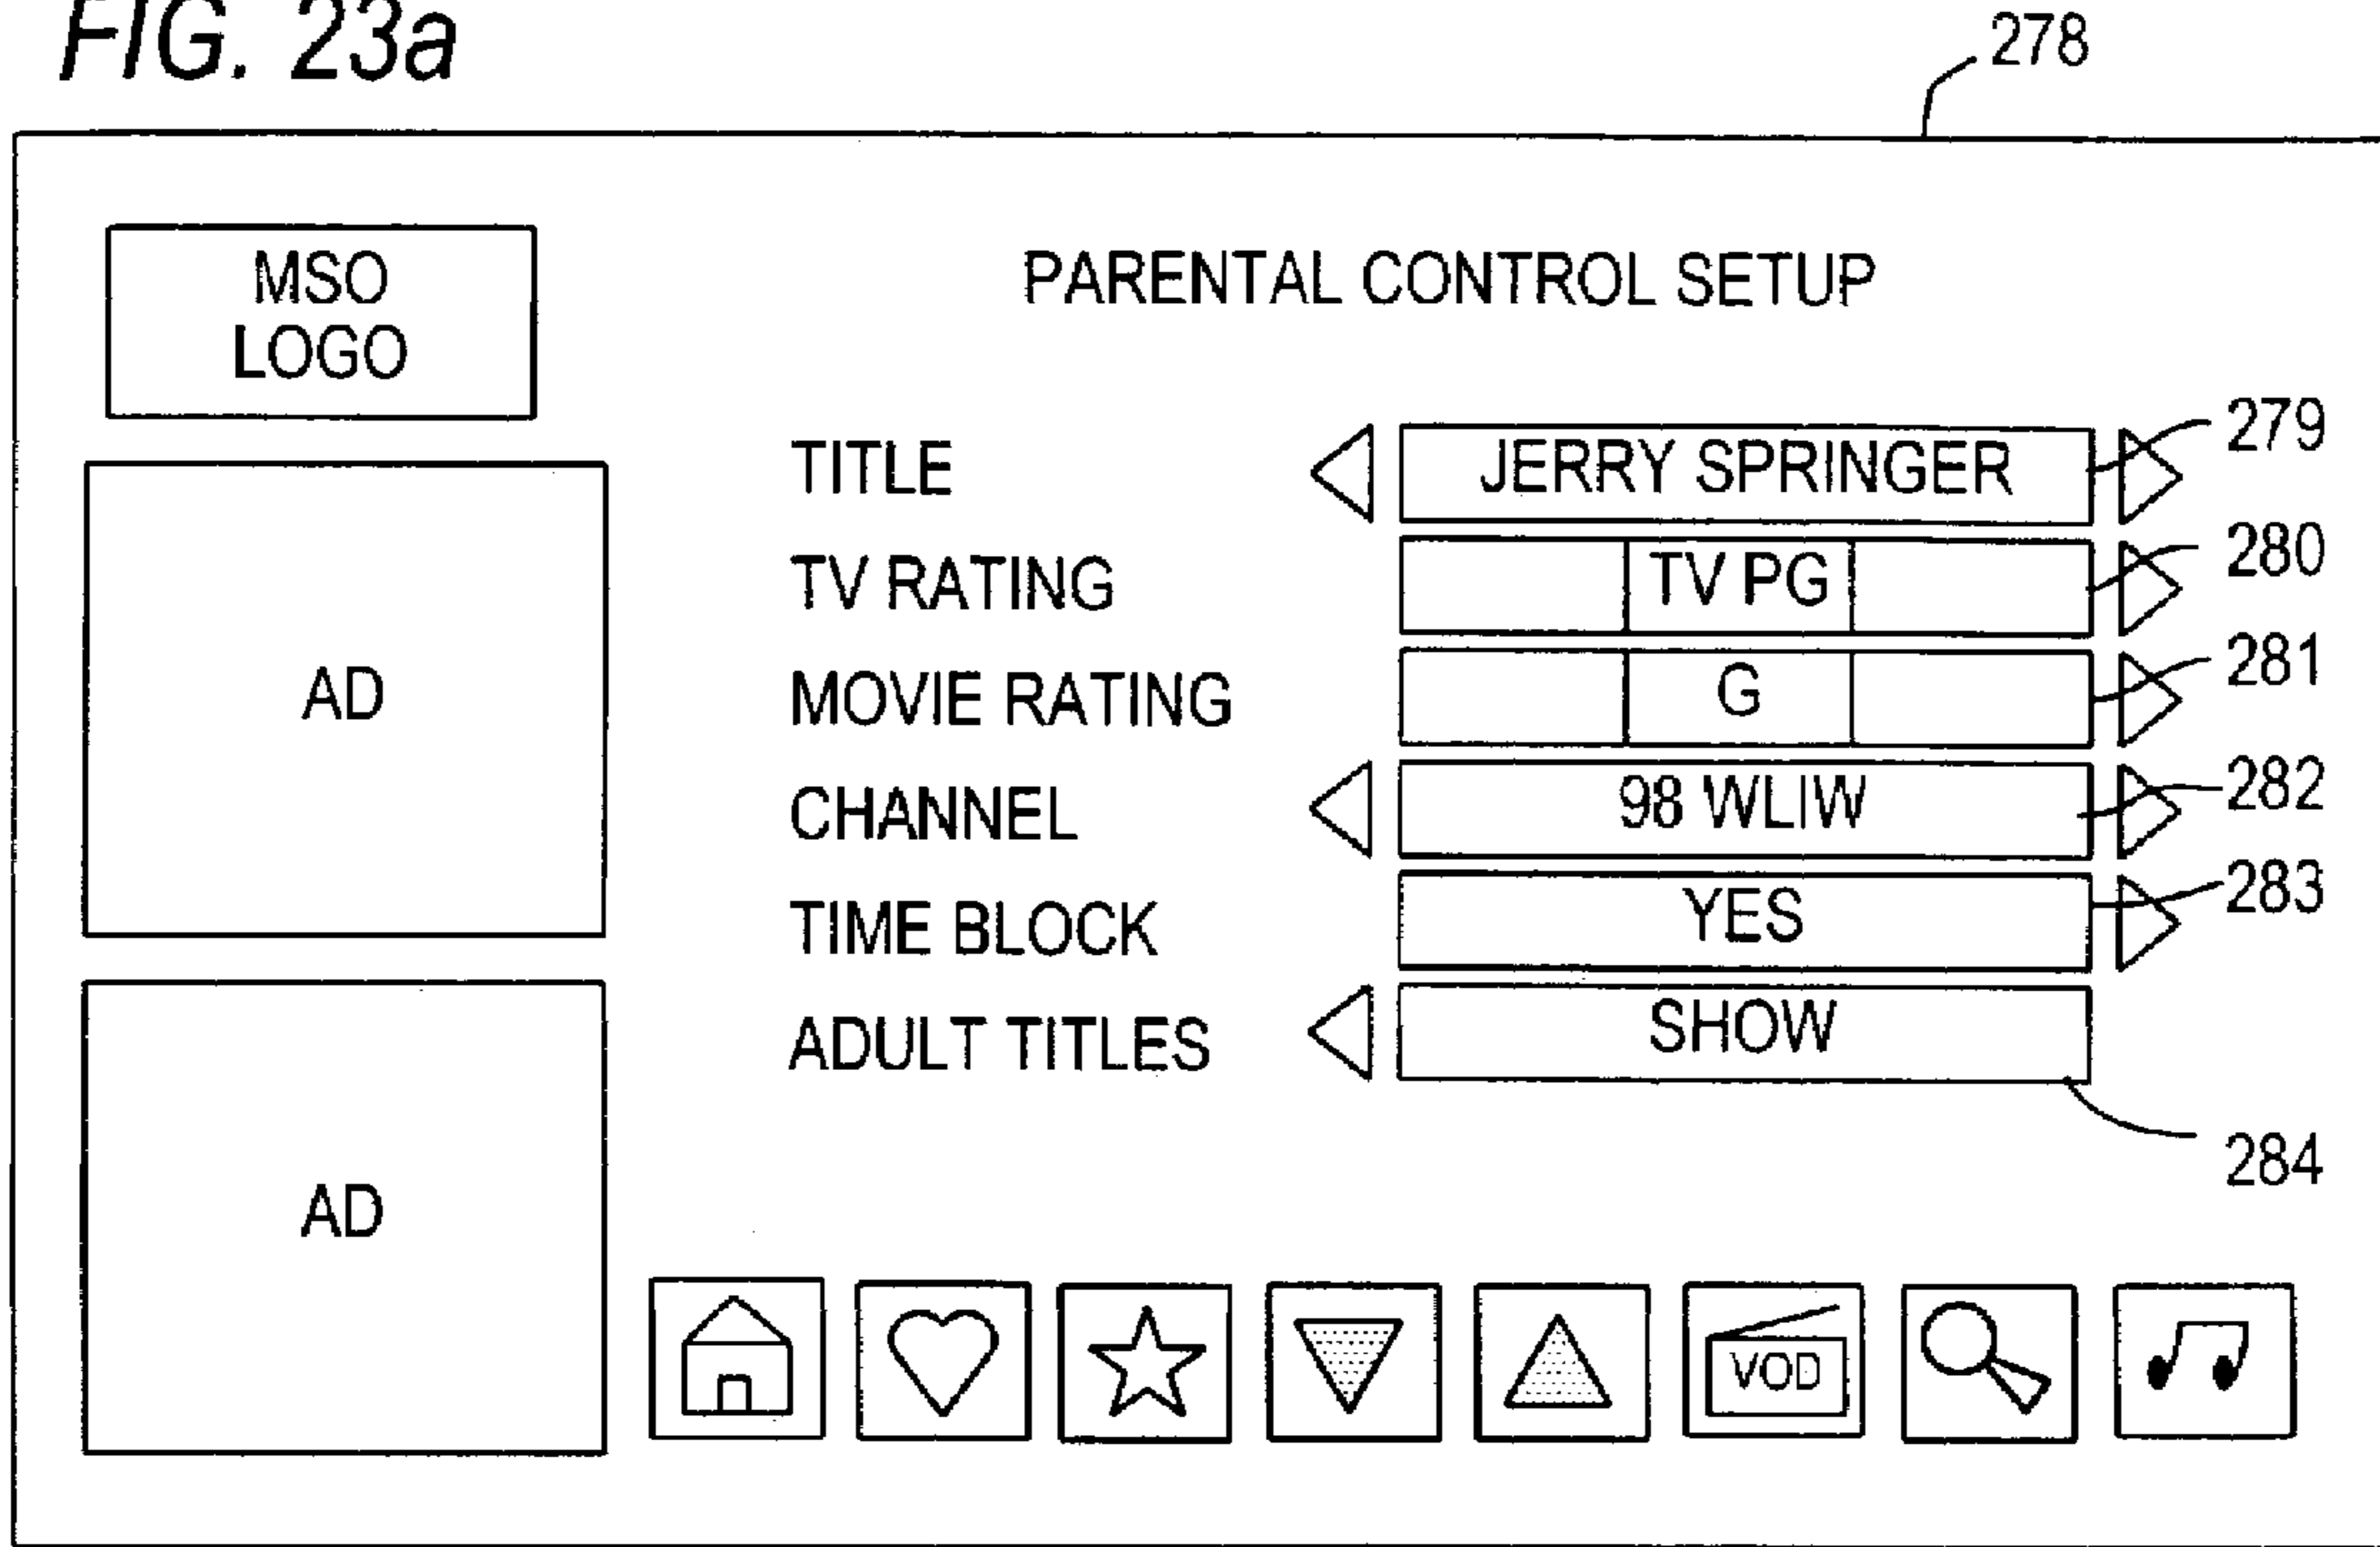 FIG. 23a
278
MSO
LOGO
PARENTAL CONTROL SETUP
TITLE JERRY SPRINGER 279
TV RATING TV PG 280
MOVIE RATING G 281
CHANNEL 98 WLIW 282
TIME BLOCK YES 283
ADULT TITLES SHOW
284
AD
AD
VOD